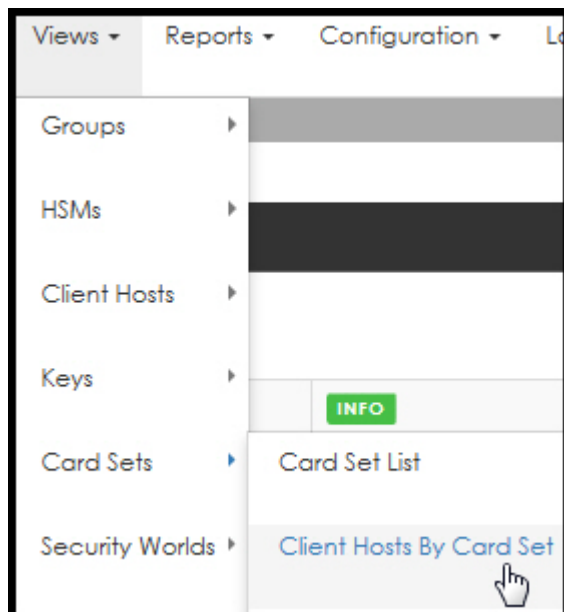 Views Reports Configuration
Groups
HSMs
Client Hosts
Keys
INFO
Card Sets Card Set List
Security Worlds Client Hosts By Card Set